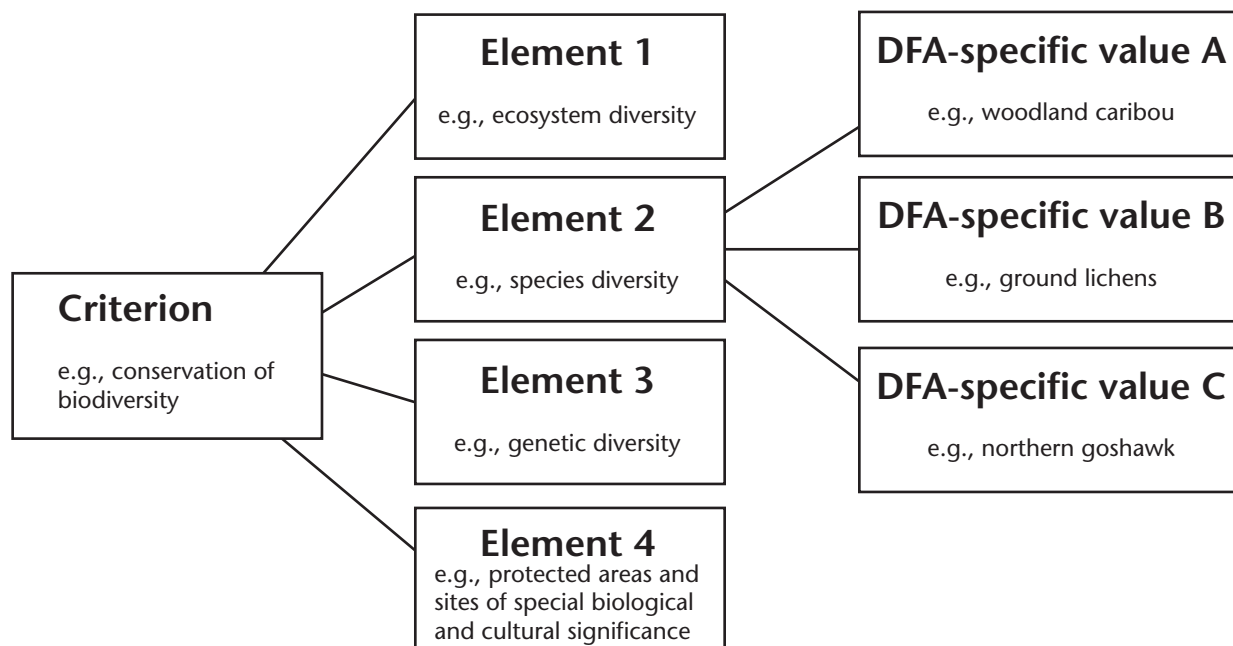 Criterion
e.g., conservation of
biodiversity
Element 1
e.g., ecosystem diversity
Element 2
e.g., species diversity
Element 3
e.g., genetic diversity
Element 4
e.g., protected areas and
sites of special biological
and cultural significance
DFA-specific value A
e.g., woodland caribou
DFA-specific value B
e.g., ground lichens
DFA-specific value C
e.g., northern goshawk